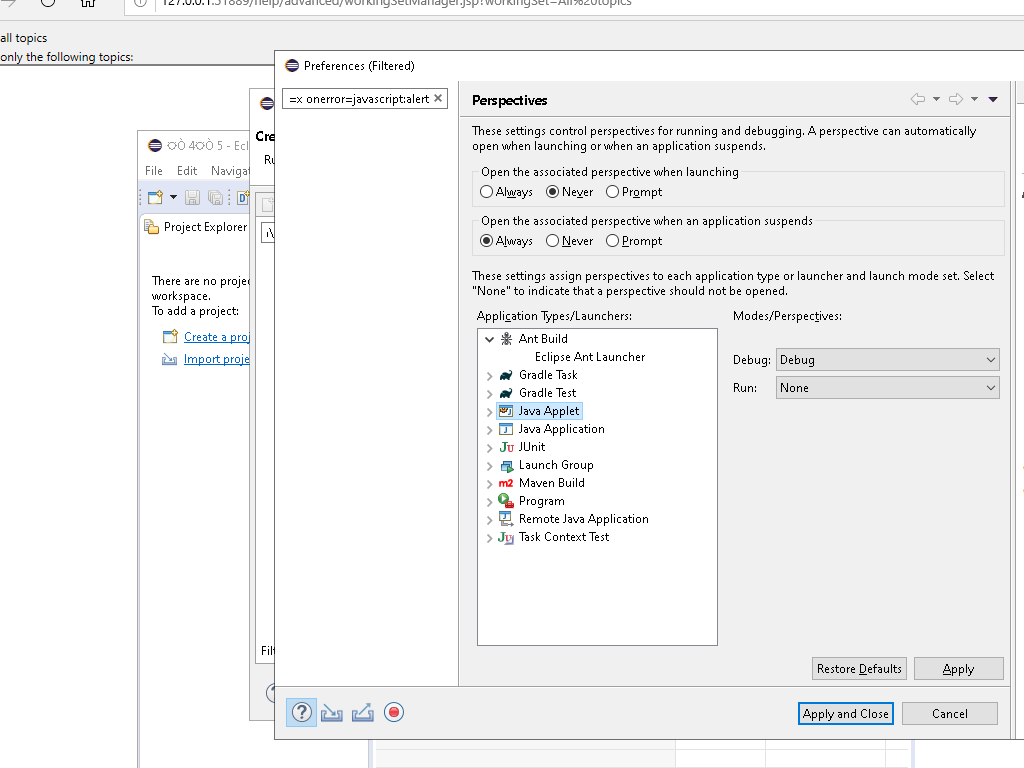 127.0.0.1:51889/help/advanced/workingSetManager.jsp?workingSet=All%20topics
all topics
only the following topics:
Preferences (Filtered)
=x onerror=javascript:alert
Perspectives
These settings control perspectives for running and debugging. A perspective can automatically
open when launching or when an application suspends.
Open the associated perspective when launching
Always Never Prompt
Open the associated perspective when an application suspends
Always Never Prompt
These settings assign perspectives to each application type or launcher and launch mode set. Select
"None" to indicate that a perspective should not be opened.
Application Types/Launchers:
Modes/Perspectives:
Ant Build
Eclipse Ant Launcher
Gradle Task
Gradle Test
Java Applet
Java Application
JUnit
Launch Group
Maven Build
Program
Remote Java Application
Task Context Test
Debug: Debug
Run: None
Restore Defaults Apply
Apply and Close Cancel
Cre
Ru
Filt
- Ecl
File Edit Navigat
Project Explorer
There are no proje
workspace.
To add a project:
Create a proj
Import proje